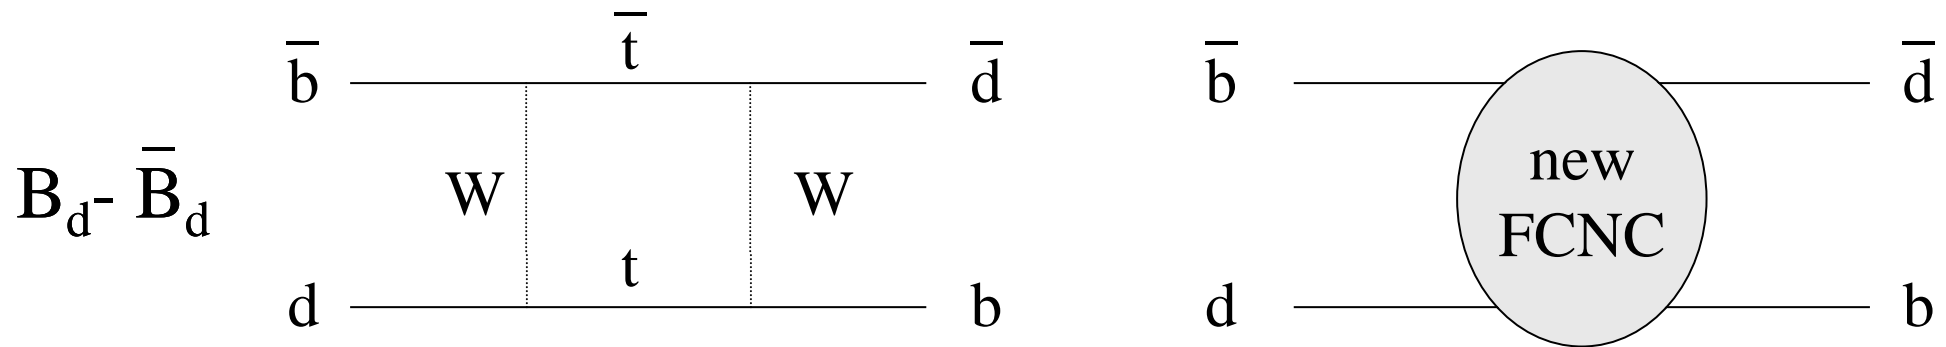 B_d - B̅_d
b̅ t̅ d̅
W W
d t b
b̅ d̅
new
FCNC
d b